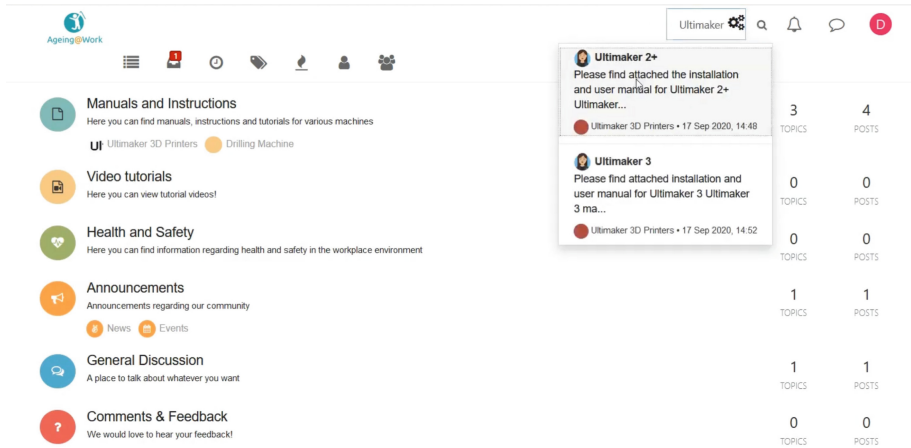 Ageing@Work
Ultimaker
D
1
Ultimaker 2+
Please find attached the installation
and user manual for Ultimaker 2+
Ultimaker...
Ultimaker 3D Printers • 17 Sep 2020, 14:48
Ultimaker 3
Please find attached installation and
user manual for Ultimaker 3 Ultimaker
3 ma...
Ultimaker 3D Printers • 17 Sep 2020, 14:52
Manuals and Instructions
Here you can find manuals, instructions and tutorials for various machines
Ul Ultimaker 3D Printers Drilling Machine
3 4
TOPICS POSTS
Video tutorials
Here you can view tutorial videos!
0 0
TOPICS POSTS
Health and Safety
Here you can find information regarding health and safety in the workplace environment
0 0
TOPICS POSTS
Announcements
Announcements regarding our community
News Events
1 1
TOPICS POSTS
General Discussion
A place to talk about whatever you want
1 1
TOPICS POSTS
?
Comments & Feedback
We would love to hear your feedback!
0 0
TOPICS POSTS